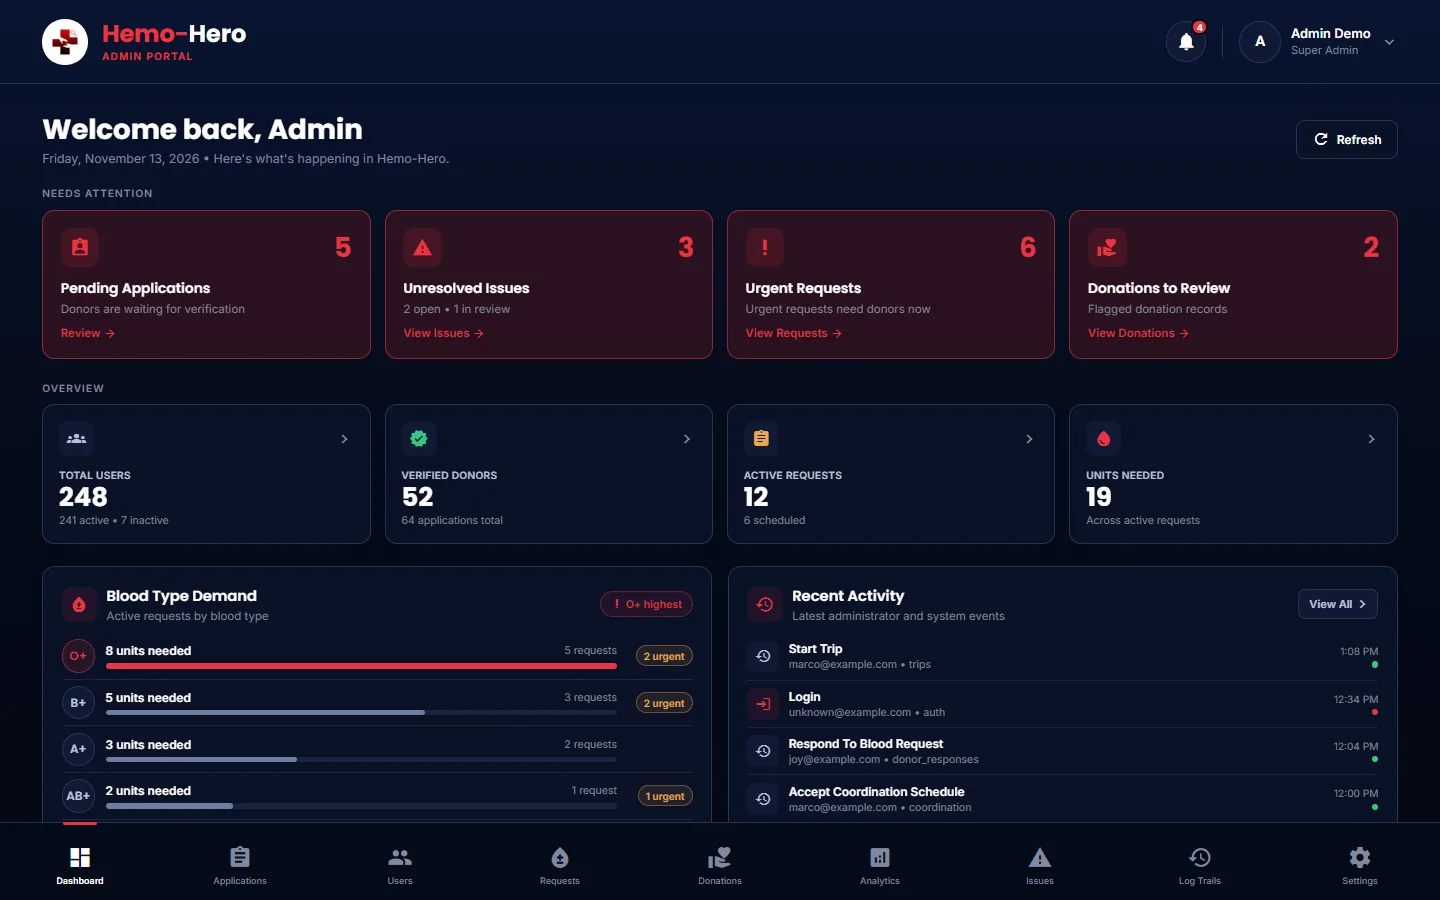 Hemo-Hero
ADMIN PORTAL
4
A
Admin Demo
Super Admin
Welcome back, Admin
Friday, November 13, 2026 • Here's what's happening in Hemo-Hero.
Refresh
NEEDS ATTENTION
5
Pending Applications
Donors are waiting for verification
Review →
3
Unresolved Issues
2 open • 1 in review
View Issues →
6
Urgent Requests
Urgent requests need donors now
View Requests →
2
Donations to Review
Flagged donation records
View Donations →
OVERVIEW
TOTAL USERS
248
241 active • 7 inactive
VERIFIED DONORS
52
64 applications total
ACTIVE REQUESTS
12
6 scheduled
UNITS NEEDED
19
Across active requests
Blood Type Demand
Active requests by blood type
! O+ highest
O+
8 units needed
5 requests
2 urgent
B+
5 units needed
3 requests
2 urgent
A+
3 units needed
2 requests
AB+
2 units needed
1 request
1 urgent
Recent Activity
Latest administrator and system events
View All
Start Trip
marco@example.com • trips
1:08 PM
Login
unknown@example.com • auth
12:34 PM
Respond To Blood Request
joy@example.com • donor_responses
12:04 PM
Accept Coordination Schedule
marco@example.com • coordination
12:00 PM
Dashboard
Applications
Users
Requests
Donations
Analytics
Issues
Log Trails
Settings